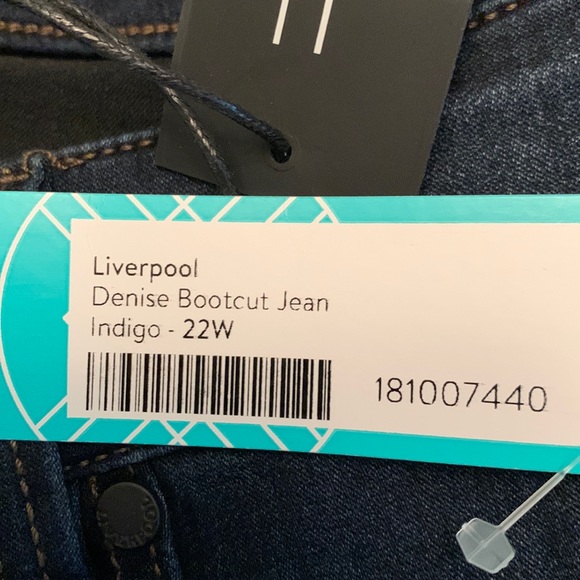 Liverpool
Denise Bootcut Jean
Indigo - 22W
181007440